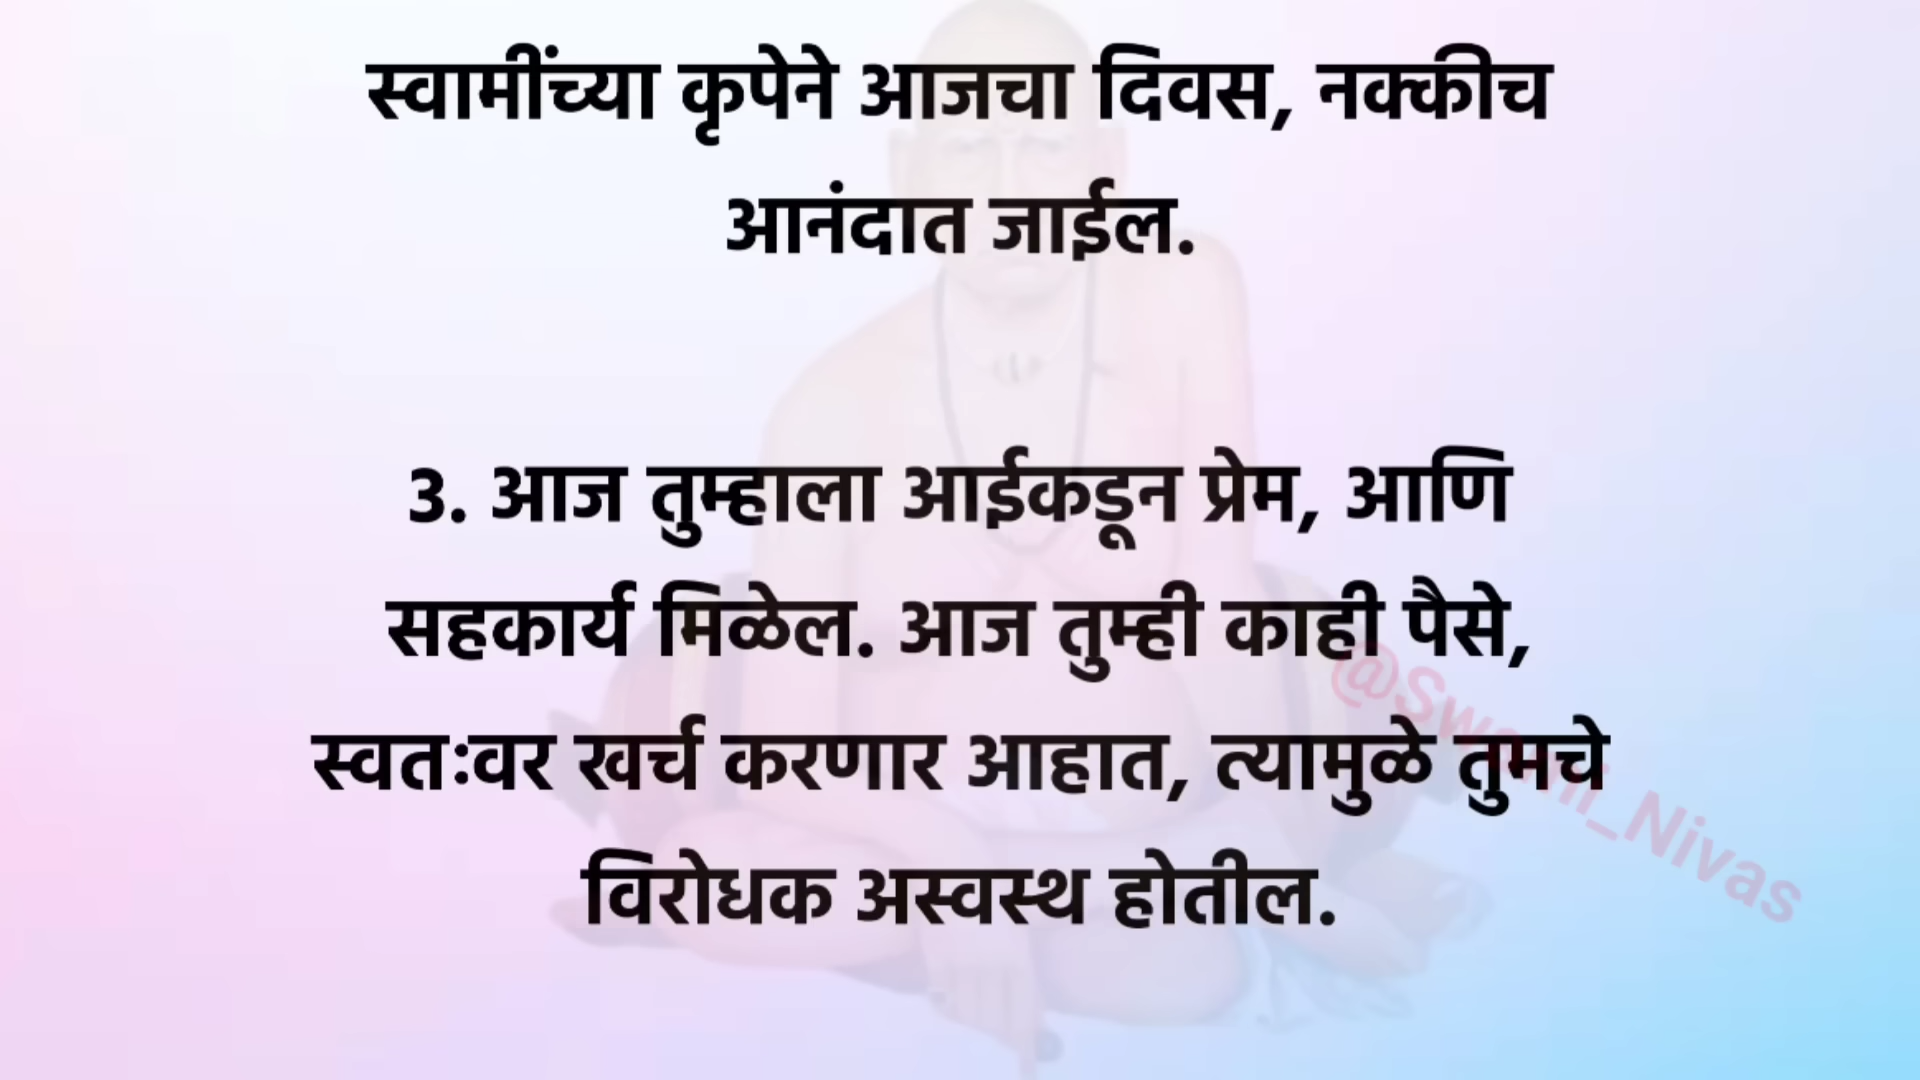 स्वामींच्या कृपेने आजचा दिवस, नक्कीच
आनंदात जाईल.
3. आज तुम्हाला आईकडून प्रेम, आणि
सहकार्य मिळेल. आज तुम्ही काही पैसे,
स्वतःवर खर्च करणार आहात, त्यामुळे तुमचे
विरोधक अस्वस्थ होतील.
@Swami_Nivas